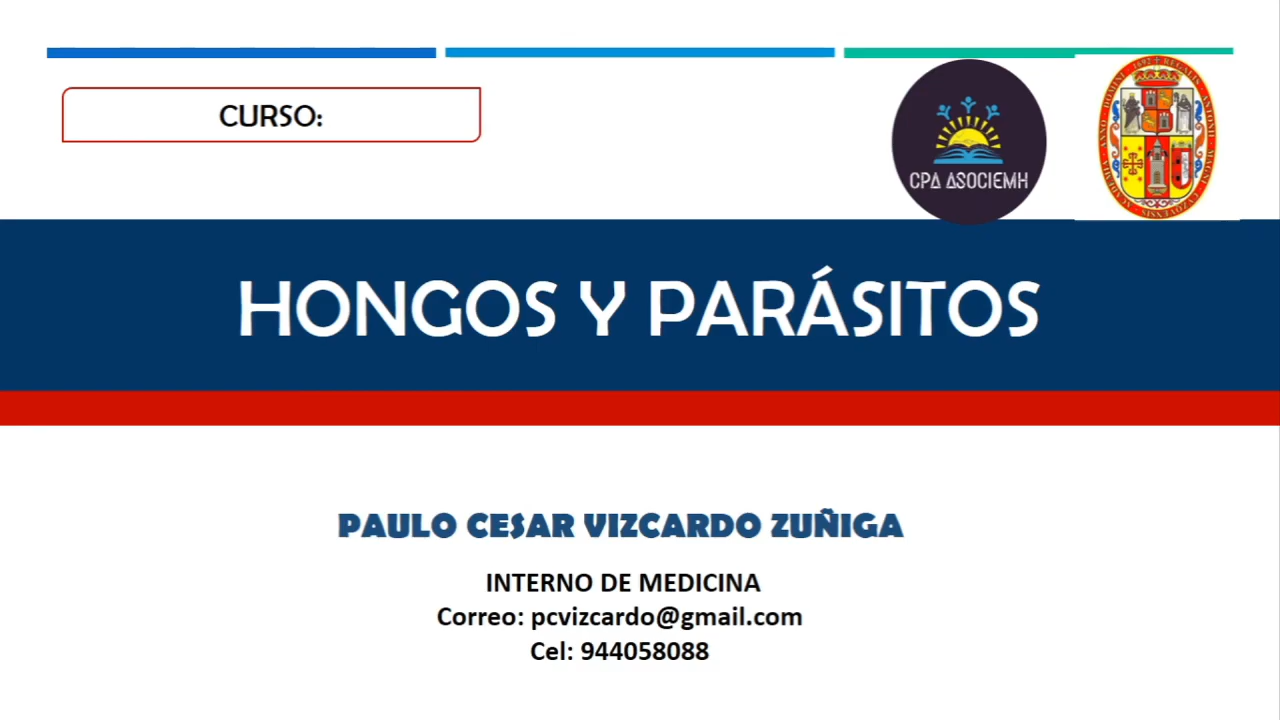 CURSO:
CPA ASOCIEMH
HONGOS Y PARÁSITOS
PAULO CESAR VIZCARDO ZUÑIGA
INTERNO DE MEDICINA
Correo: pcvizcardo@gmail.com
Cel: 944058088